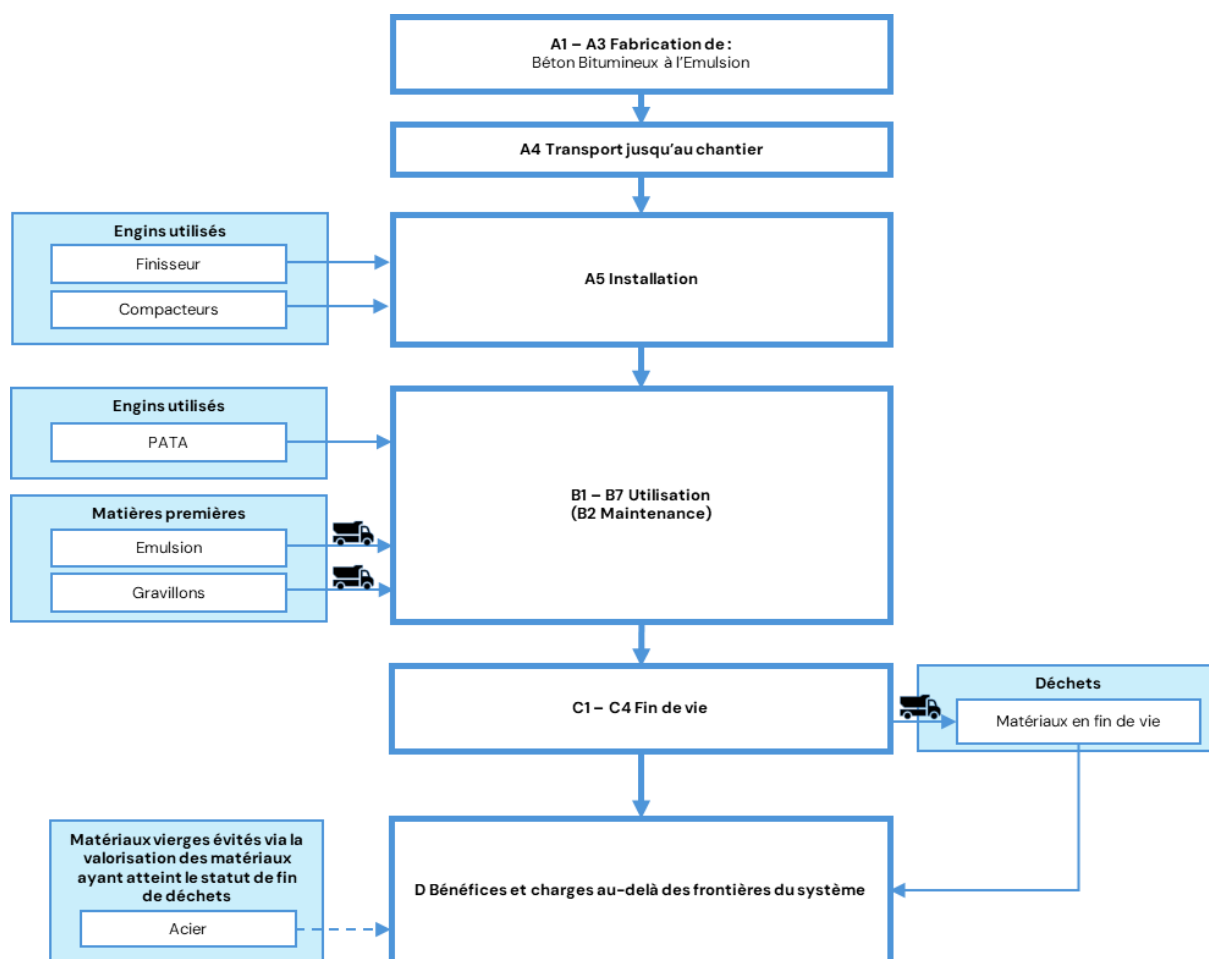 A1 – A3 Fabrication de :
Béton Bitumineux à l'Emulsion
A4 Transport jusqu'au chantier
Engins utilisés
Finisseur
Compacteurs
A5 Installation
Engins utilisés
PATA
Matières premières
Emulsion
Gravillons
B1 – B7 Utilisation
(B2 Maintenance)
C1 – C4 Fin de vie
Déchets
Matériaux en fin de vie
Matériaux vierges évités via la
valorisation des matériaux
ayant atteint le statut de fin
de déchets
Acier
D Bénéfices et charges au-delà des frontières du système